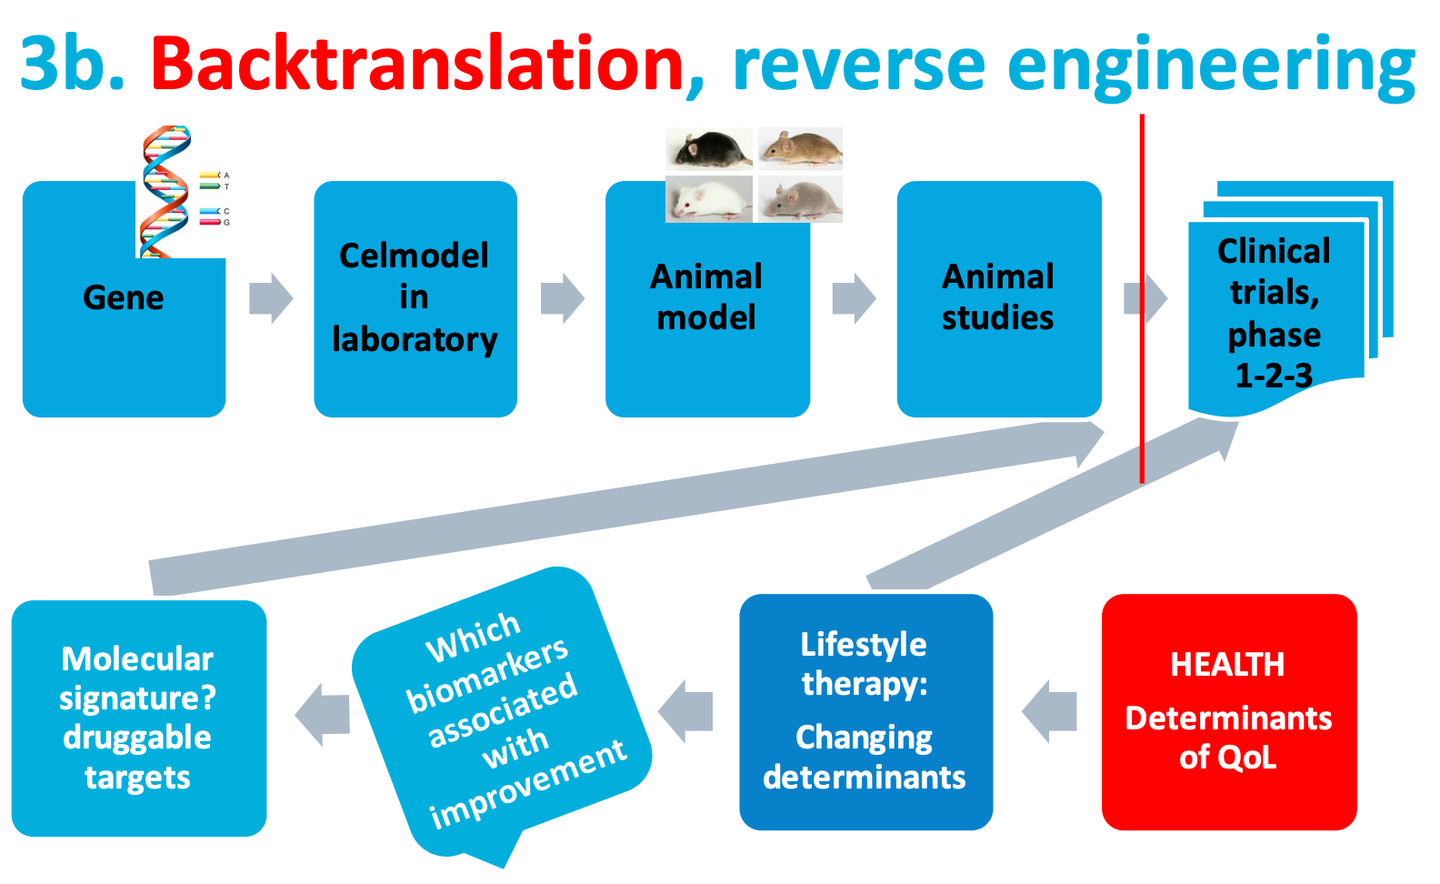 3b. Backtranslation, reverse engineering
A
T
C
G
Gene
Celmodel
in
laboratory
Animal
model
Animal
studies
Clinical
trials,
phase
1-2-3
Molecular
signature?
druggable
targets
Which
biomarkers
associated
with
improvement
Lifestyle
therapy:
Changing
determinants
HEALTH
Determinants
of QoL